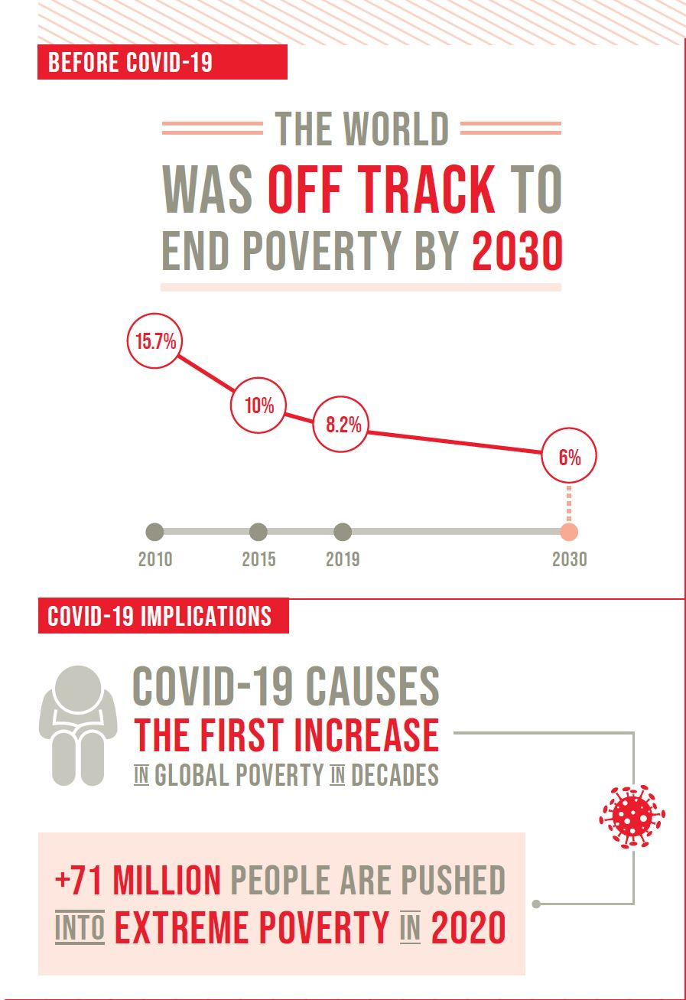 BEFORE COVID-19
THE WORLD
WAS OFF TRACK TO
END POVERTY BY 2030
15.7%
10%
8.2%
6%
2010 2015 2019 2030
COVID-19 IMPLICATIONS
COVID-19 CAUSES
THE FIRST INCREASE
IN GLOBAL POVERTY IN DECADES
+71 MILLION PEOPLE ARE PUSHED
INTO EXTREME POVERTY IN 2020